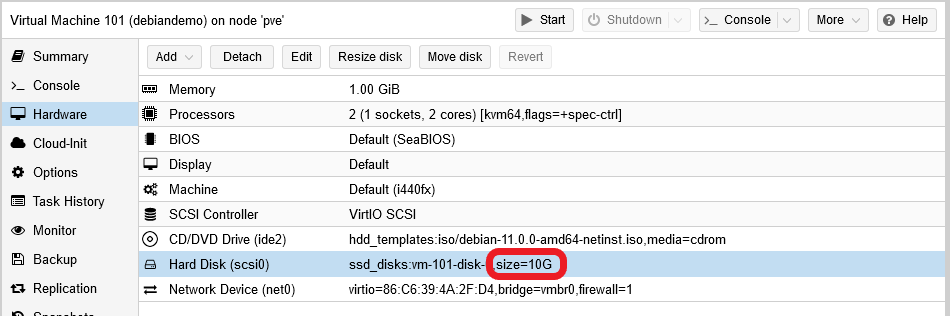 Virtual Machine 101 (debiandemo) on node 'pve' Start Shutdown Console More Help
Summary
Console
Hardware
Cloud-Init
Options
Task History
Monitor
Backup
Replication
Snapshots
Add Detach Edit Resize disk Move disk Revert
Memory 1.00 GiB
Processors 2 (1 sockets, 2 cores) [kvm64,flags=+spec-ctrl]
BIOS Default (SeaBIOS)
Display Default
Machine Default (i440fx)
SCSI Controller VirtIO SCSI
CD/DVD Drive (ide2) hdd_templates:iso/debian-11.0.0-amd64-netinst.iso,media=cdrom
Hard Disk (scsi0) ssd_disks:vm-101-disk- size=10G
Network Device (net0) virtio=86:C6:39:4A:2F:D4,bridge=vmbr0,firewall=1